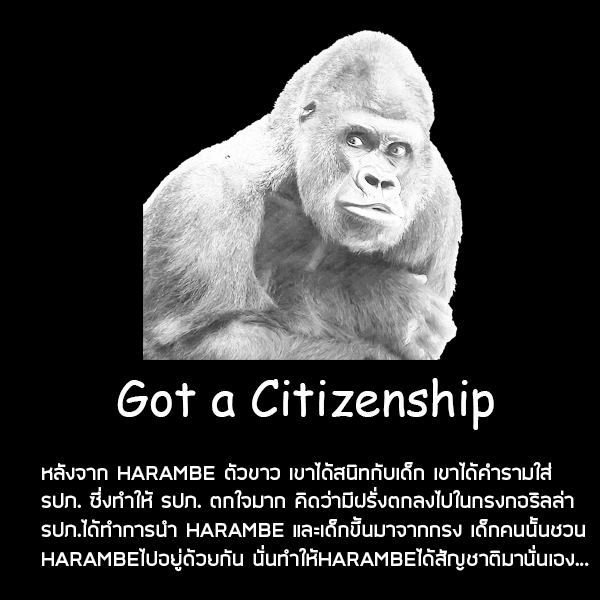 Got a Citizenship
หลังจาก HARAMBE ตัวขาว เขาได้สนิทกับเด็ก เขาได้คำรามใส่
รปภ. ซึ่งทำให้ รปภ. ตกใจมาก คิดว่ามีฝรั่งตกลงไปในกรงกอริลล่า
รปภ.ได้ทำการนำ HARAMBE และเด็กขึ้นมาจากกรง เด็กคนนั้นชวน
HARAMBEไปอยู่ด้วยกัน นั่นทำให้HARAMBEได้สัญชาติมานั่นเอง...